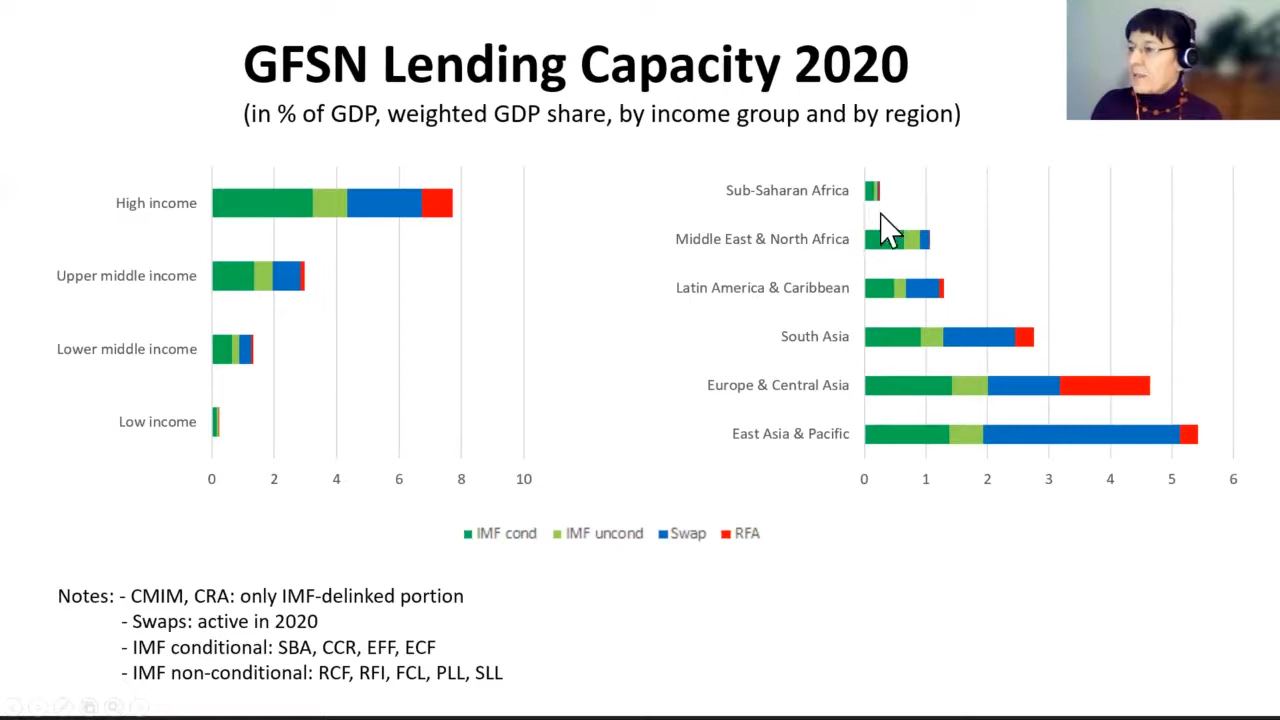 GFSN Lending Capacity 2020
(in % of GDP, weighted GDP share, by income group and by region)
High income
Upper middle income
Lower middle income
Low income
0 2 4 6 8 10
Sub-Saharan Africa
Middle East & North Africa
Latin America & Caribbean
South Asia
Europe & Central Asia
East Asia & Pacific
0 1 2 3 4 5 6
IMF cond IMF uncond Swap RFA
Notes: - CMIM, CRA: only IMF-delinked portion
- Swaps: active in 2020
- IMF conditional: SBA, CCR, EFF, ECF
- IMF non-conditional: RCF, RFI, FCL, PLL, SLL